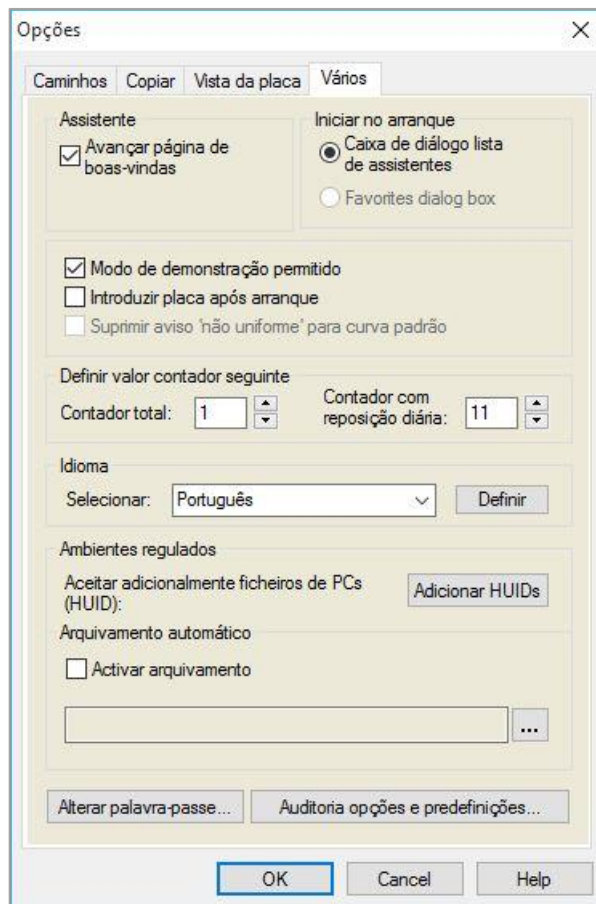 Opções
Caminhos Copiar Vista da placa Vários
Assistente
Avançar página de
boas-vindas
Iniciar no arranque
Caixa de diálogo lista
de assistentes
Favorites dialog box
Modo de demonstração permitido
Introduzir placa após arranque
Suprimir aviso 'não uniforme' para curva padrão
Definir valor contador seguinte
Contador total: 1
Contador com
reposição diária: 11
Idioma
Selecionar: Português Definir
Ambientes regulados
Aceitar adicionalmente ficheiros de PCs
(HUID):
Adicionar HUIDs
Arquivamento automático
Activar arquivamento
...
Alterar palavra-passe... Auditoria opções e predefinições...
OK Cancel Help